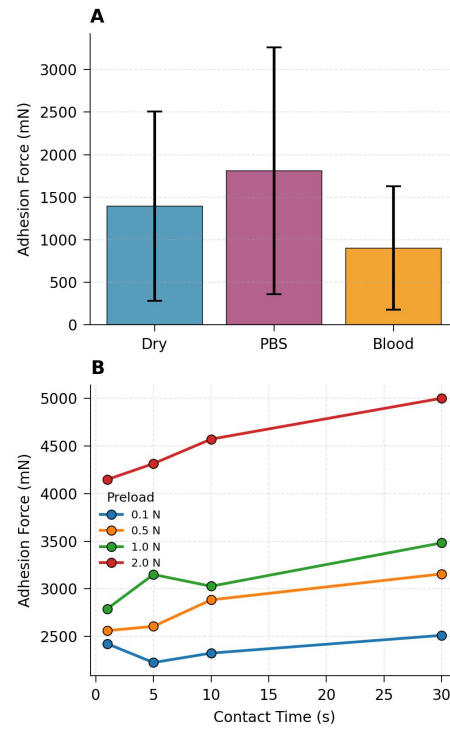 A
Adhesion Force (mN)
3000
2500
2000
1500
1000
500
0
Dry PBS Blood
B
Adhesion Force (mN)
5000
4500
4000
3500
3000
2500
Preload
0.1 N
0.5 N
1.0 N
2.0 N
0 5 10 15 20 25 30
Contact Time (s)